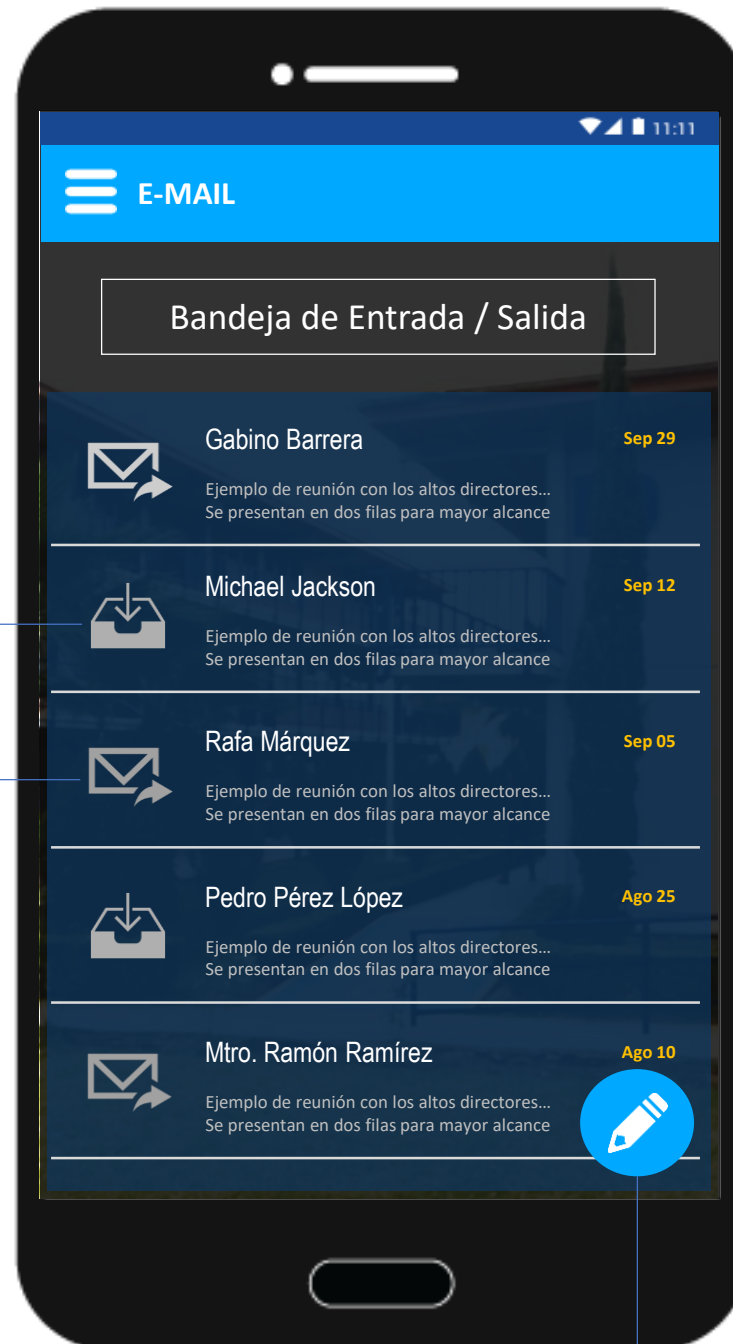 11:11
E-MAIL
Bandeja de Entrada / Salida
Gabino Barrera
Sep 29
Ejemplo de reunión con los altos directores...
Se presentan en dos filas para mayor alcance
Michael Jackson
Sep 12
Ejemplo de reunión con los altos directores...
Se presentan en dos filas para mayor alcance
Rafa Márquez
Sep 05
Ejemplo de reunión con los altos directores...
Se presentan en dos filas para mayor alcance
Pedro Pérez López
Ago 25
Ejemplo de reunión con los altos directores...
Se presentan en dos filas para mayor alcance
Mtro. Ramón Ramírez
Ago 10
Ejemplo de reunión con los altos directores...
Se presentan en dos filas para mayor alcance